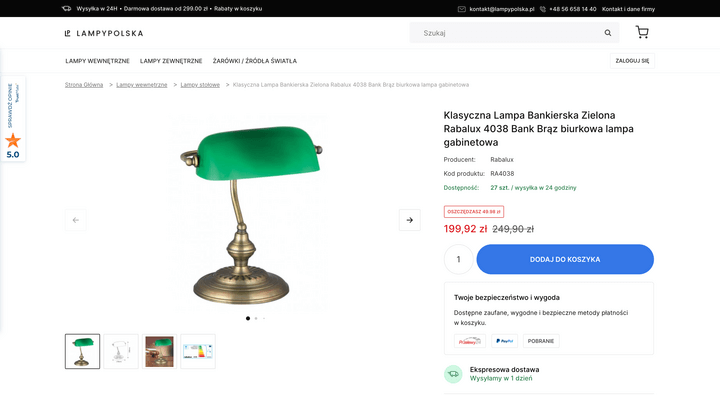 Wysyłka w 24H • Darmowa dostawa od 299.00 zł • Rabaty w koszyku
kontakt@lampypolska.pl
+48 56 658 14 40
Kontakt i dane firmy
LAMPYPOLSKA
Szukaj
LAMPY WEWNĘTRZNE
LAMPY ZEWNĘTRZNE
ŻARÓWKI / ŹRÓDŁA ŚWIATŁA
ZALOGUJ SIĘ
Strona Główna > Lampy wewnętrzne > Lampy stołowe > Klasyczna Lampa Bankierska Zielona Rabalux 4038 Bank Brąz biurkowa lampa gabinetowa
SPRAWDŹ OPINIE
5.0
Klasyczna Lampa Bankierska Zielona
Rabalux 4038 Bank Brąz biurkowa lampa
gabinetowa
Producent: Rabalux
Kod produktu: RA4038
Dostępność: 27 szt. / wysyłka w 24 godziny
OSZCZĘDZASZ 49.98 zł
199,92 zł 249,90 zł
1
DODAJ DO KOSZYKA
Twoje bezpieczeństwo i wygoda
Dostępne zaufane, wygodne i bezpieczne metody płatności
w koszyku.
PayPal
POBRANIE
Ekspresowa dostawa
Wysyłamy w 1 dzień